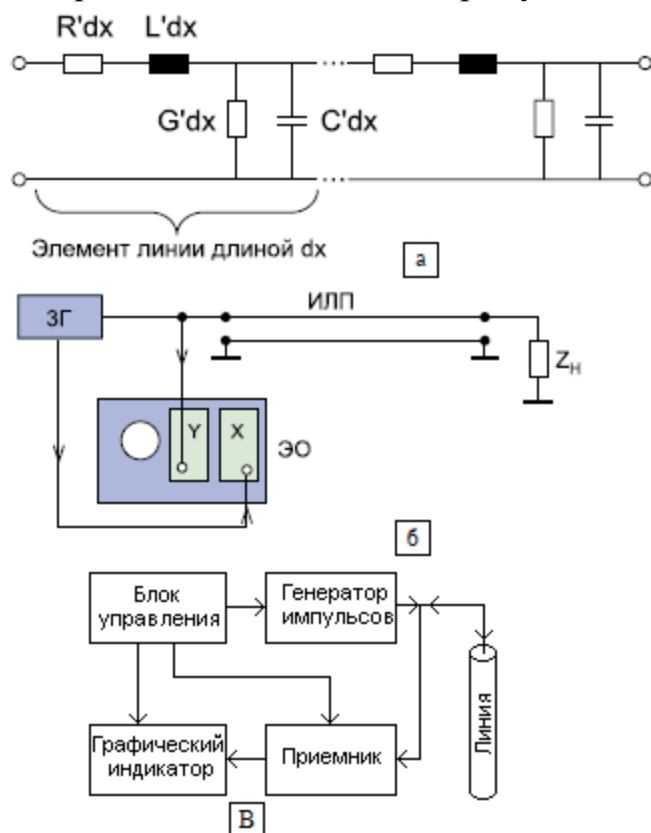 R'dx L'dx
G'dx C'dx
Элемент линии длиной dx
а
ЗГ
ИЛП
Zн
Y X
ЭО
б
Блок управления
Генератор импульсов
Графический индикатор
Приемник
Линия
В